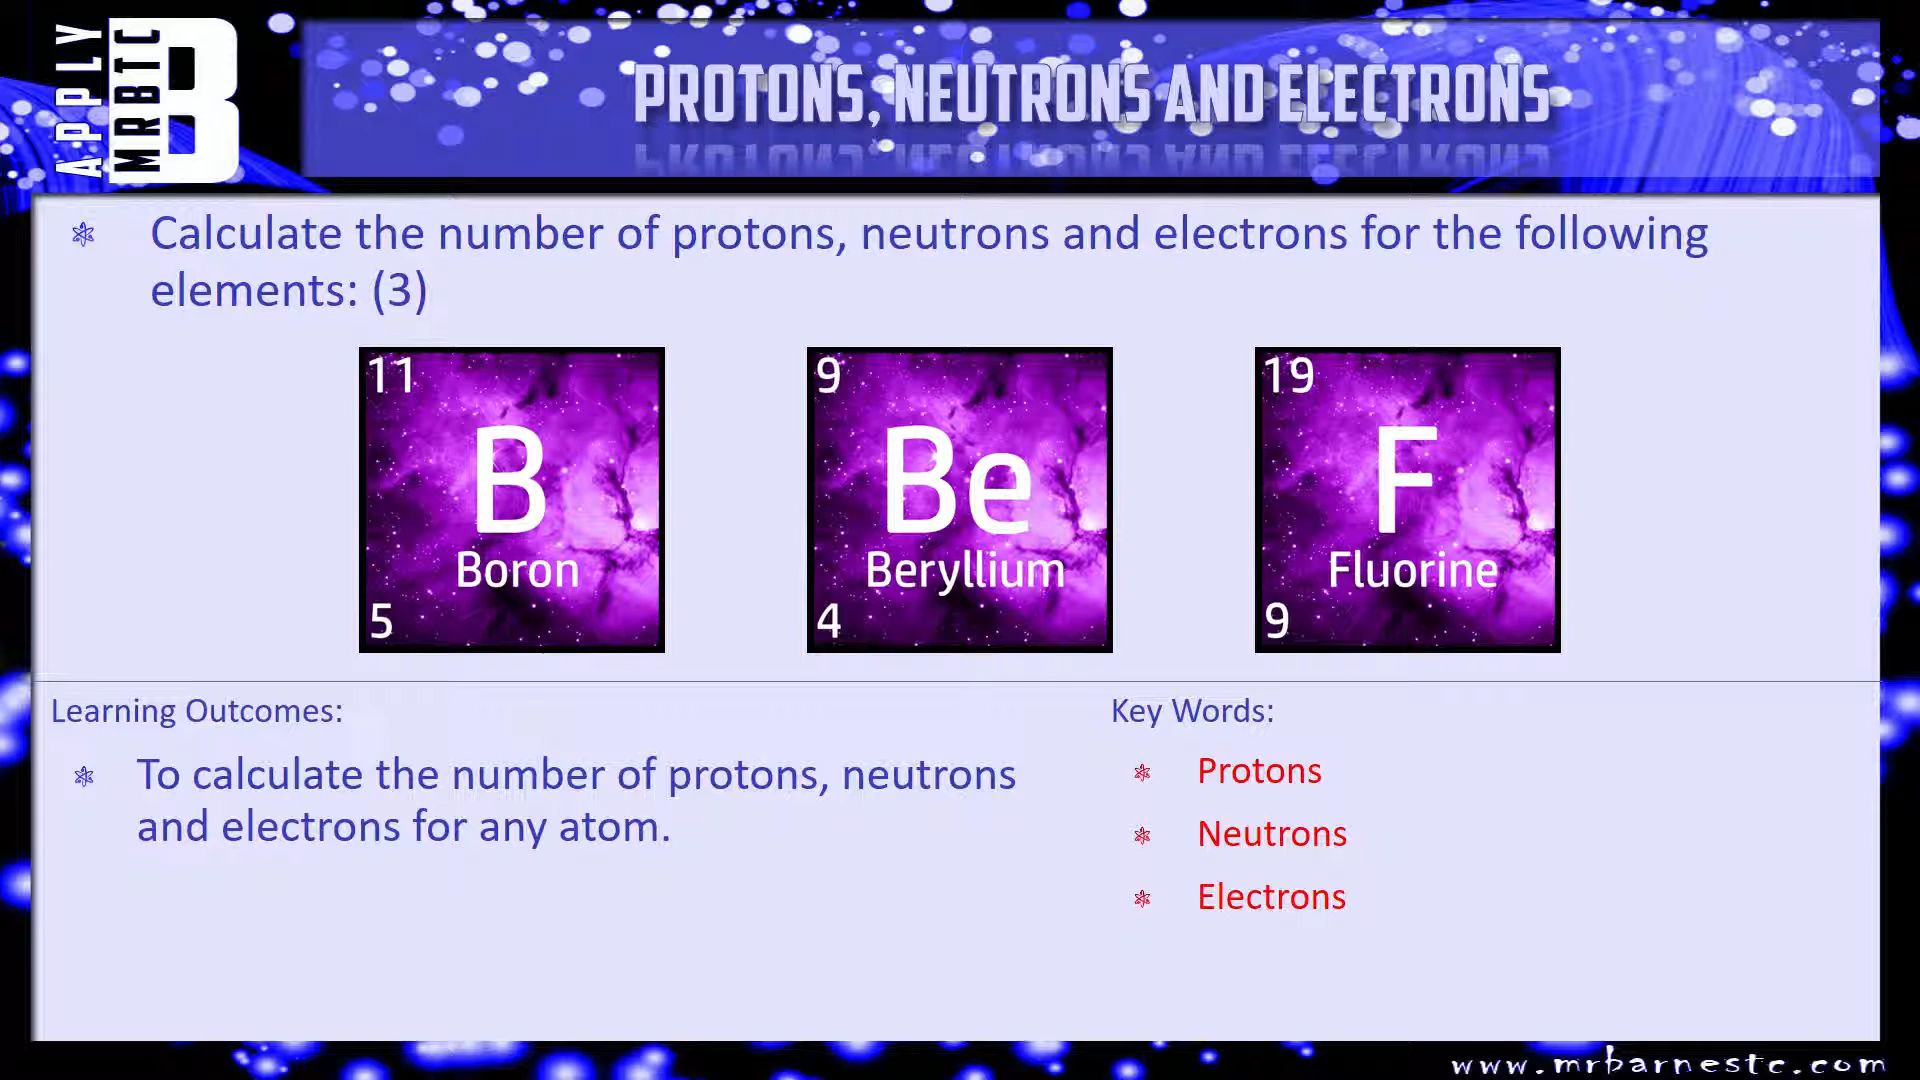 APPLY
MRBTC
B
PROTONS, NEUTRONS AND ELECTRONS
Calculate the number of protons, neutrons and electrons for the following
elements: (3)
11
B
Boron
5
9
Be
Beryllium
4
19
F
Fluorine
9
Learning Outcomes:
To calculate the number of protons, neutrons
and electrons for any atom.
Key Words:
Protons
Neutrons
Electrons
www.mrbarnestc.com